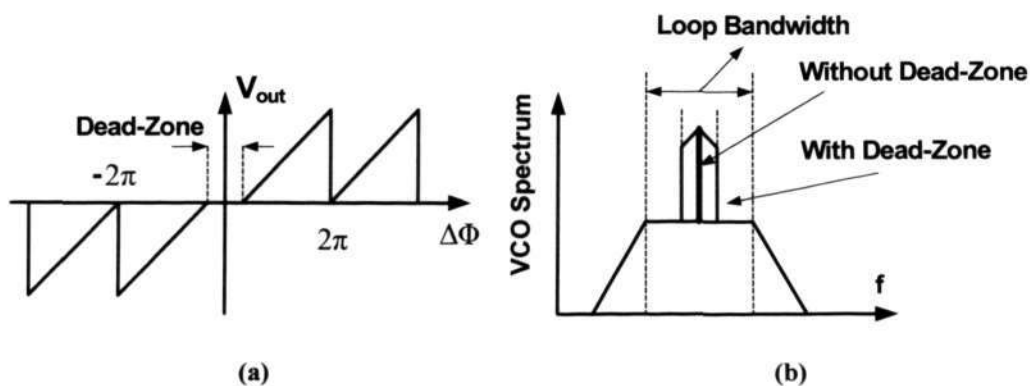 V_out
Dead-Zone
-2π
2π
ΔΦ
(a)
Loop Bandwidth
Without Dead-Zone
With Dead-Zone
VCO Spectrum
f
(b)